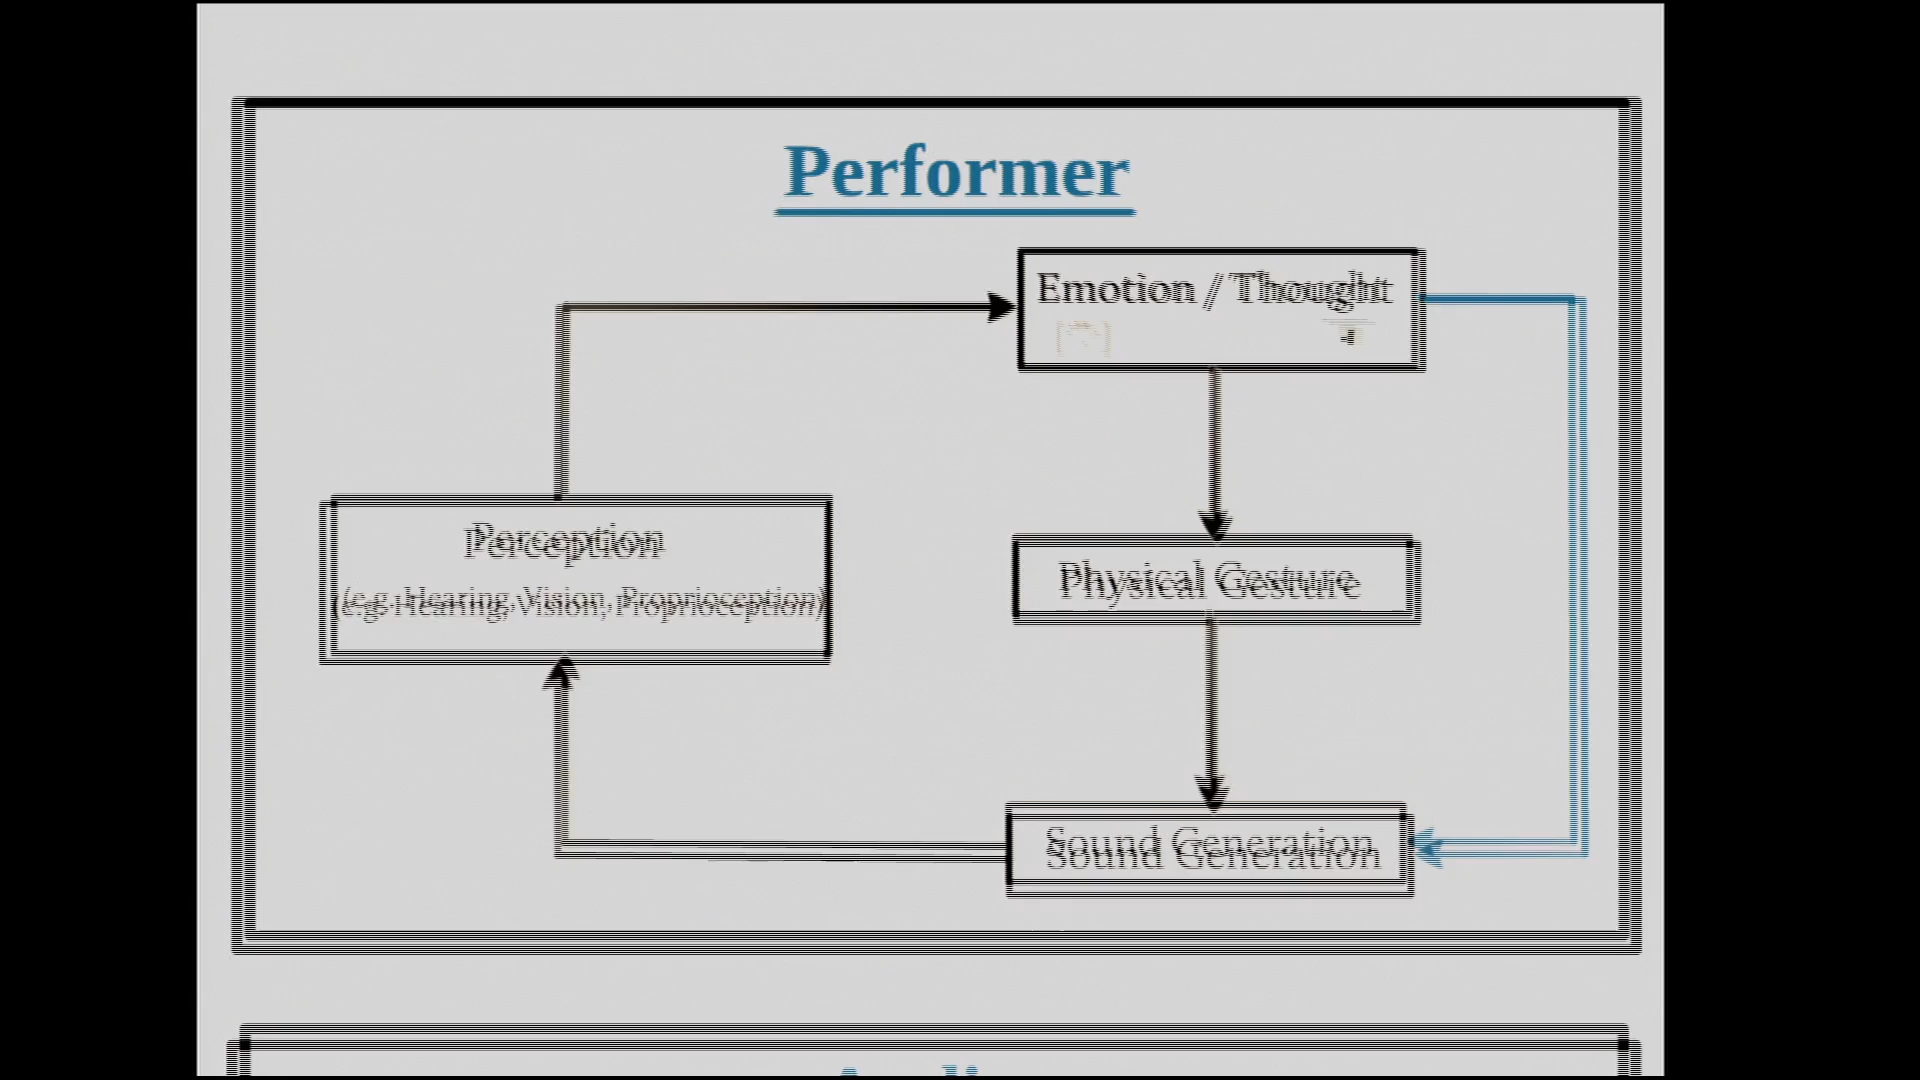 Performer
Emotion / Thought
Perception
(e.g. Hearing, Vision, Proprioception)
Physical Gesture
Sound Generation